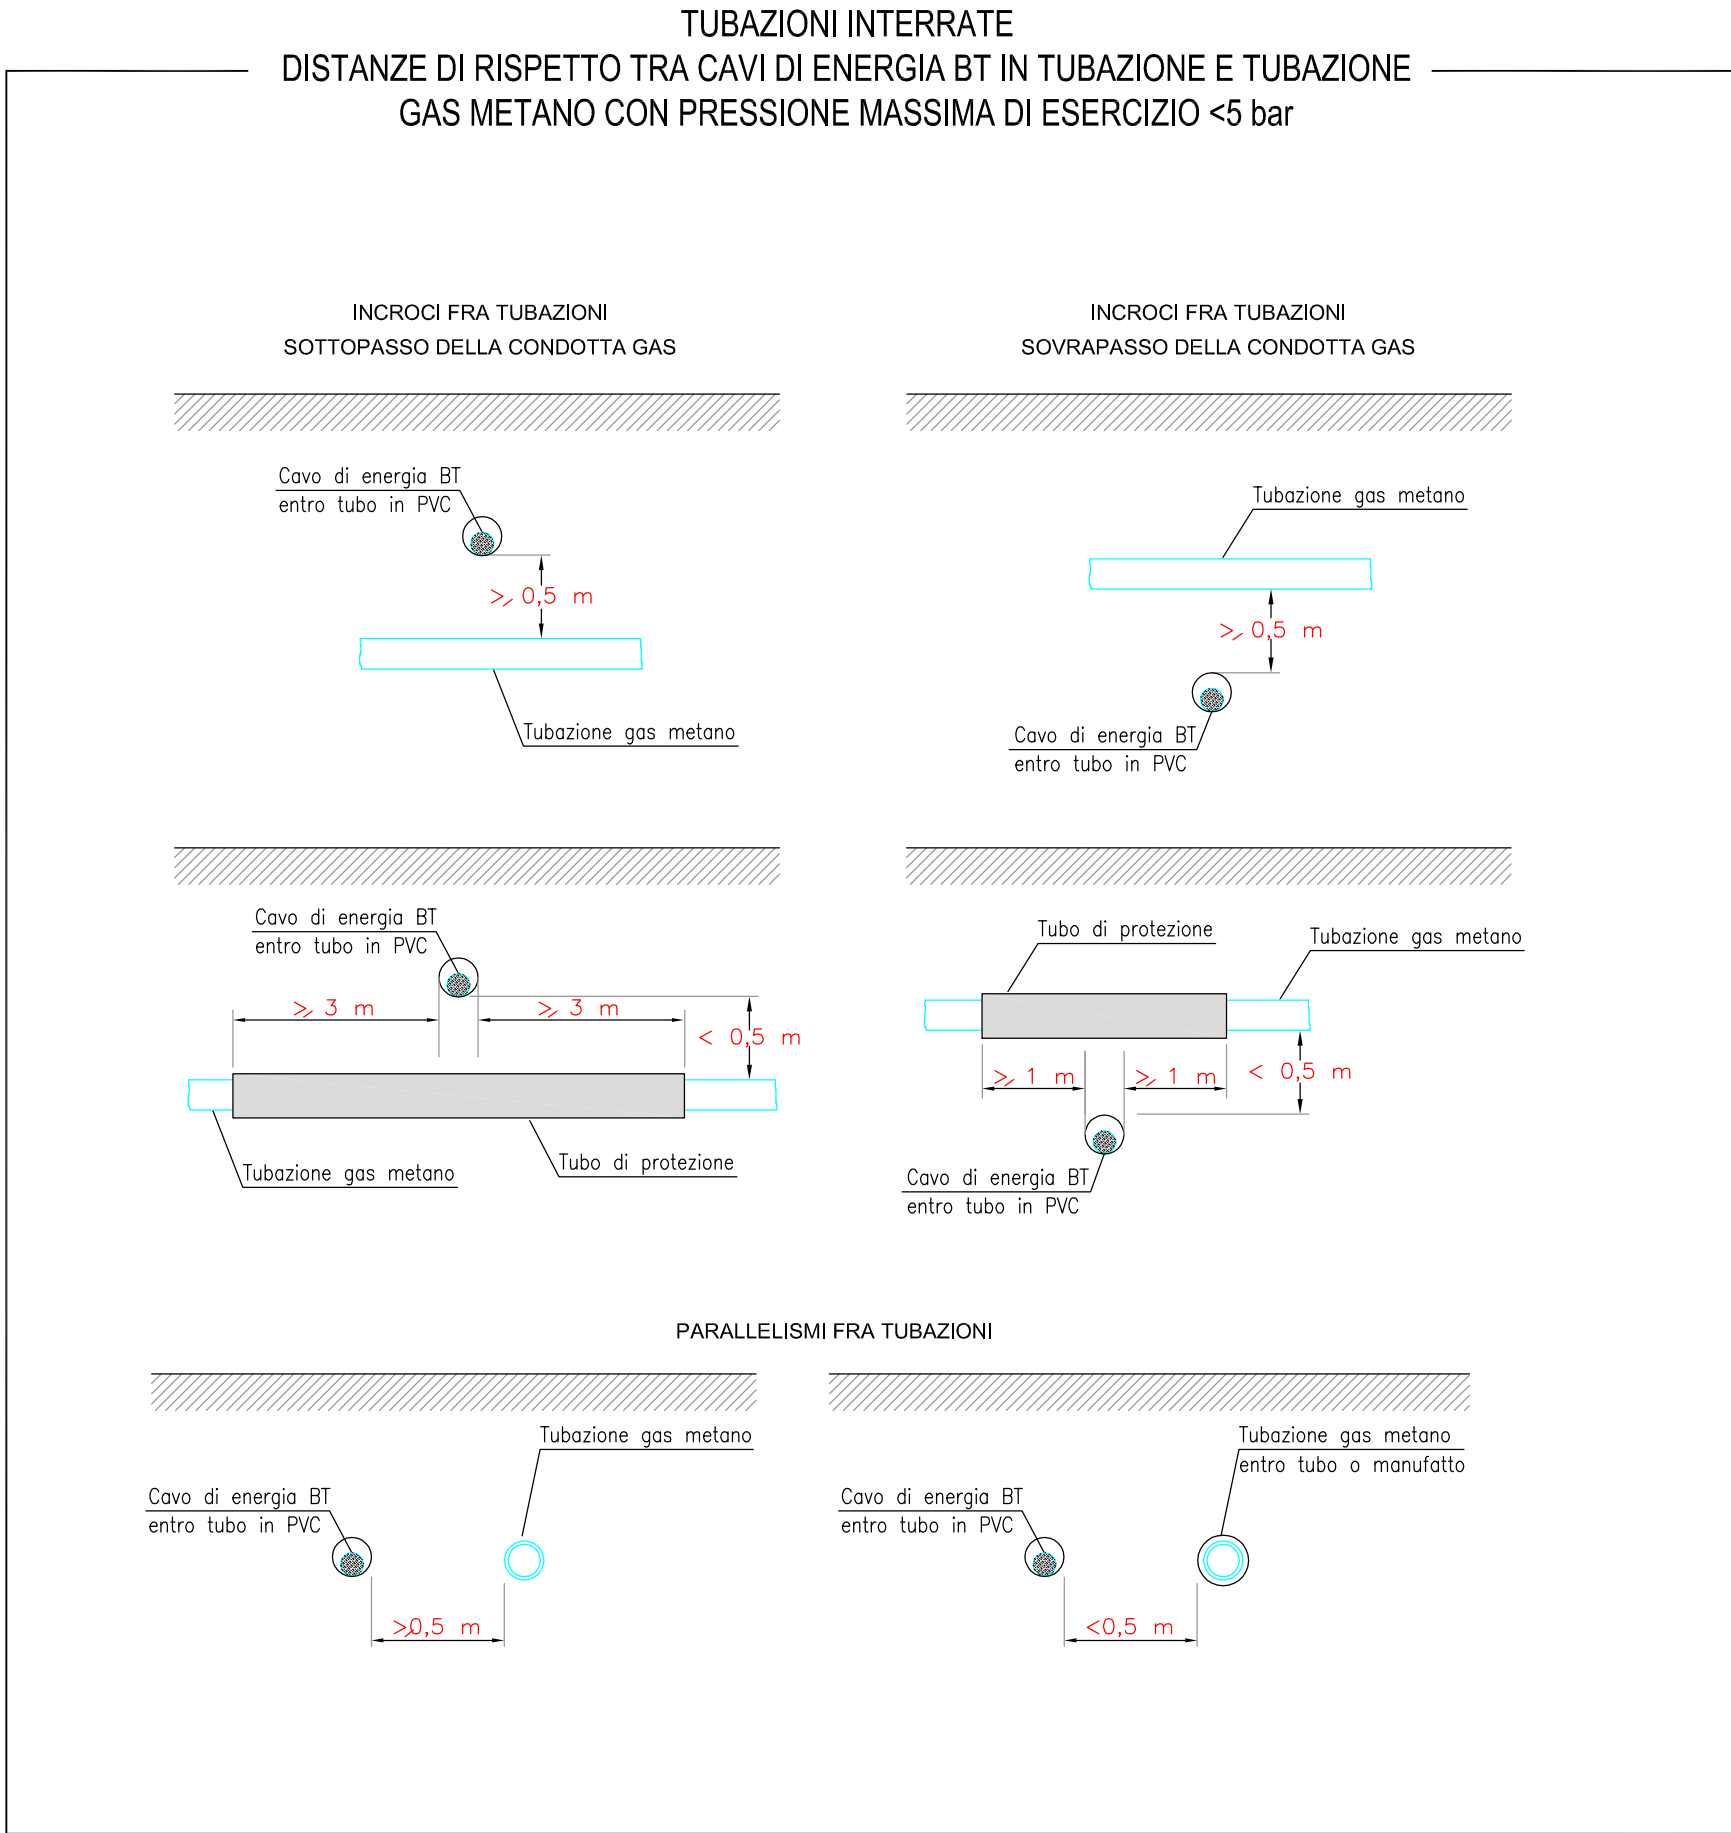 TUBAZIONI INTERRATE
DISTANZE DI RISPETTO TRA CAVI DI ENERGIA BT IN TUBAZIONE E TUBAZIONE
GAS METANO CON PRESSIONE MASSIMA DI ESERCIZIO <5 bar
INCROCI FRA TUBAZIONI
SOTTOPASSO DELLA CONDOTTA GAS
Cavo di energia BT
entro tubo in PVC
⩾ 0,5 m
Tubazione gas metano
INCROCI FRA TUBAZIONI
SOVRAPASSO DELLA CONDOTTA GAS
Tubazione gas metano
⩾ 0,5 m
Cavo di energia BT
entro tubo in PVC
Cavo di energia BT
entro tubo in PVC
⩾ 3 m
⩾ 3 m
< 0,5 m
Tubazione gas metano
Tubo di protezione
Tubo di protezione
Tubazione gas metano
⩾ 1 m
⩾ 1 m
< 0,5 m
Cavo di energia BT
entro tubo in PVC
PARALLELISMI FRA TUBAZIONI
Tubazione gas metano
Cavo di energia BT
entro tubo in PVC
⩾0,5 m
Tubazione gas metano
entro tubo o manufatto
Cavo di energia BT
entro tubo in PVC
<0,5 m